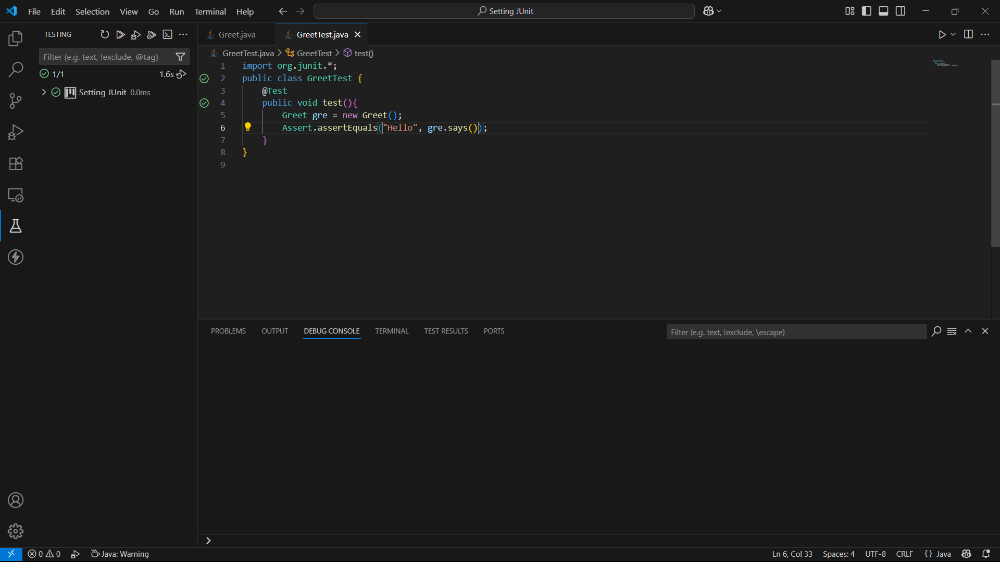 File Edit Selection View Go Run Terminal Help
Setting JUnit
TESTING
Filter (e.g. text, !exclude, @tag)
1/1 1.6s
Setting JUnit 0.0ms
Greet.java GreetTest.java
GreetTest.java GreetTest test()
1 import org.junit.*;
2 public class GreetTest {
3 @Test
4 public void test(){
5 Greet gre = new Greet();
6 Assert.assertEquals("Hello", gre.says());
7 }
8 }
9
PROBLEMS OUTPUT DEBUG CONSOLE TERMINAL TEST RESULTS PORTS
Filter (e.g. text, !exclude, \escape)
0 0 Java: Warning
Ln 6, Col 33 Spaces: 4 UTF-8 CRLF {} Java